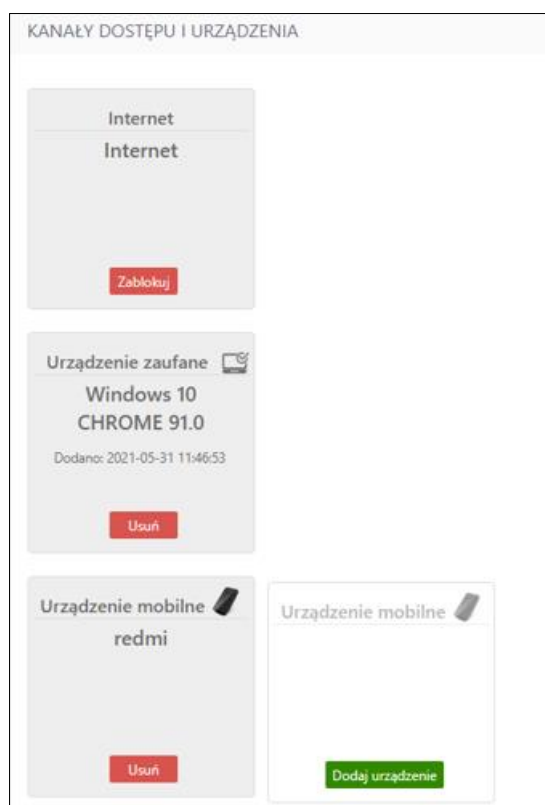 KANAŁY DOSTĘPU I URZĄDZENIA
Internet
Internet
Zablokuj
Urządzenie zaufane
Windows 10
CHROME 91.0
Dodano: 2021-05-31 11:46:53
Usuń
Urządzenie mobilne
redmi
Usuń
Urządzenie mobilne
Dodaj urządzenie